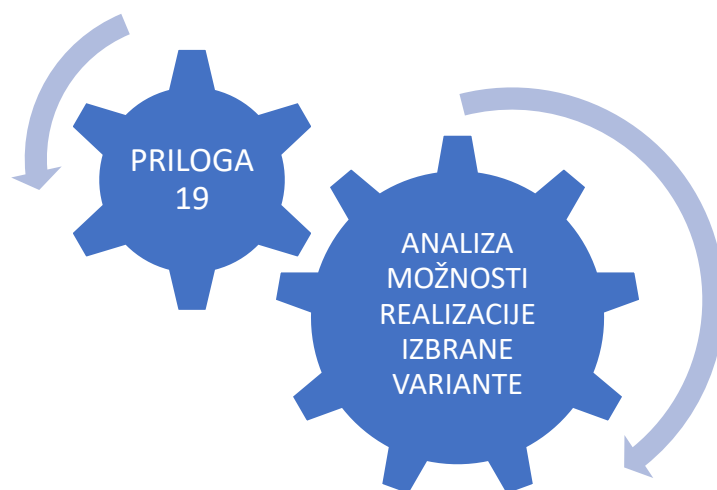 PRILOGA
19
ANALIZA
MOŽNOSTI
REALIZACIJE
IZBRANE
VARIANTE